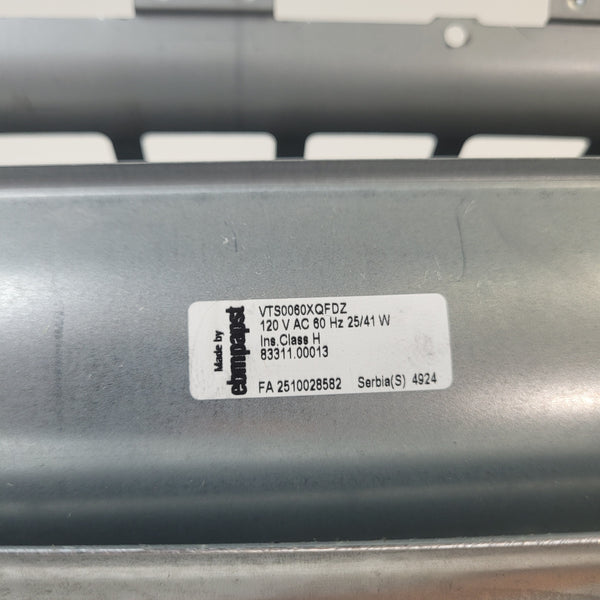 Made by
ebmpapst
VTS0060XQFDZ
120 V AC 60 Hz 25/41 W
Ins.Class H
83311.00013
FA 2510028582 Serbia(S) 4924